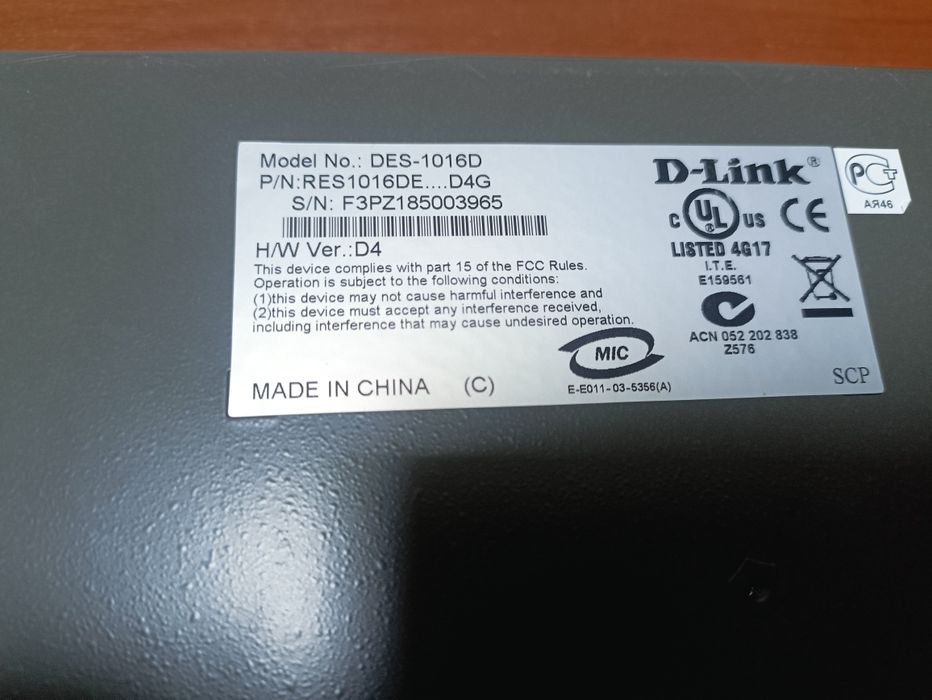 Model No.: DES-1016D
P/N:RES1016DE....D4G
S/N: F3PZ185003965
H/W Ver.:D4
This device complies with part 15 of the FCC Rules.
Operation is subject to the following conditions:
(1)this device may not cause harmful interference and
(2)this device must accept any interference received,
including interference that may cause undesired operation.
MADE IN CHINA (C)
D-Link®
C UL® US CE
LISTED 4G17
I.T.E.
E159561
ACN 052 202 838
Z576
MIC
E-E011-03-5356(A)
SCP
РСТ
АЯ46